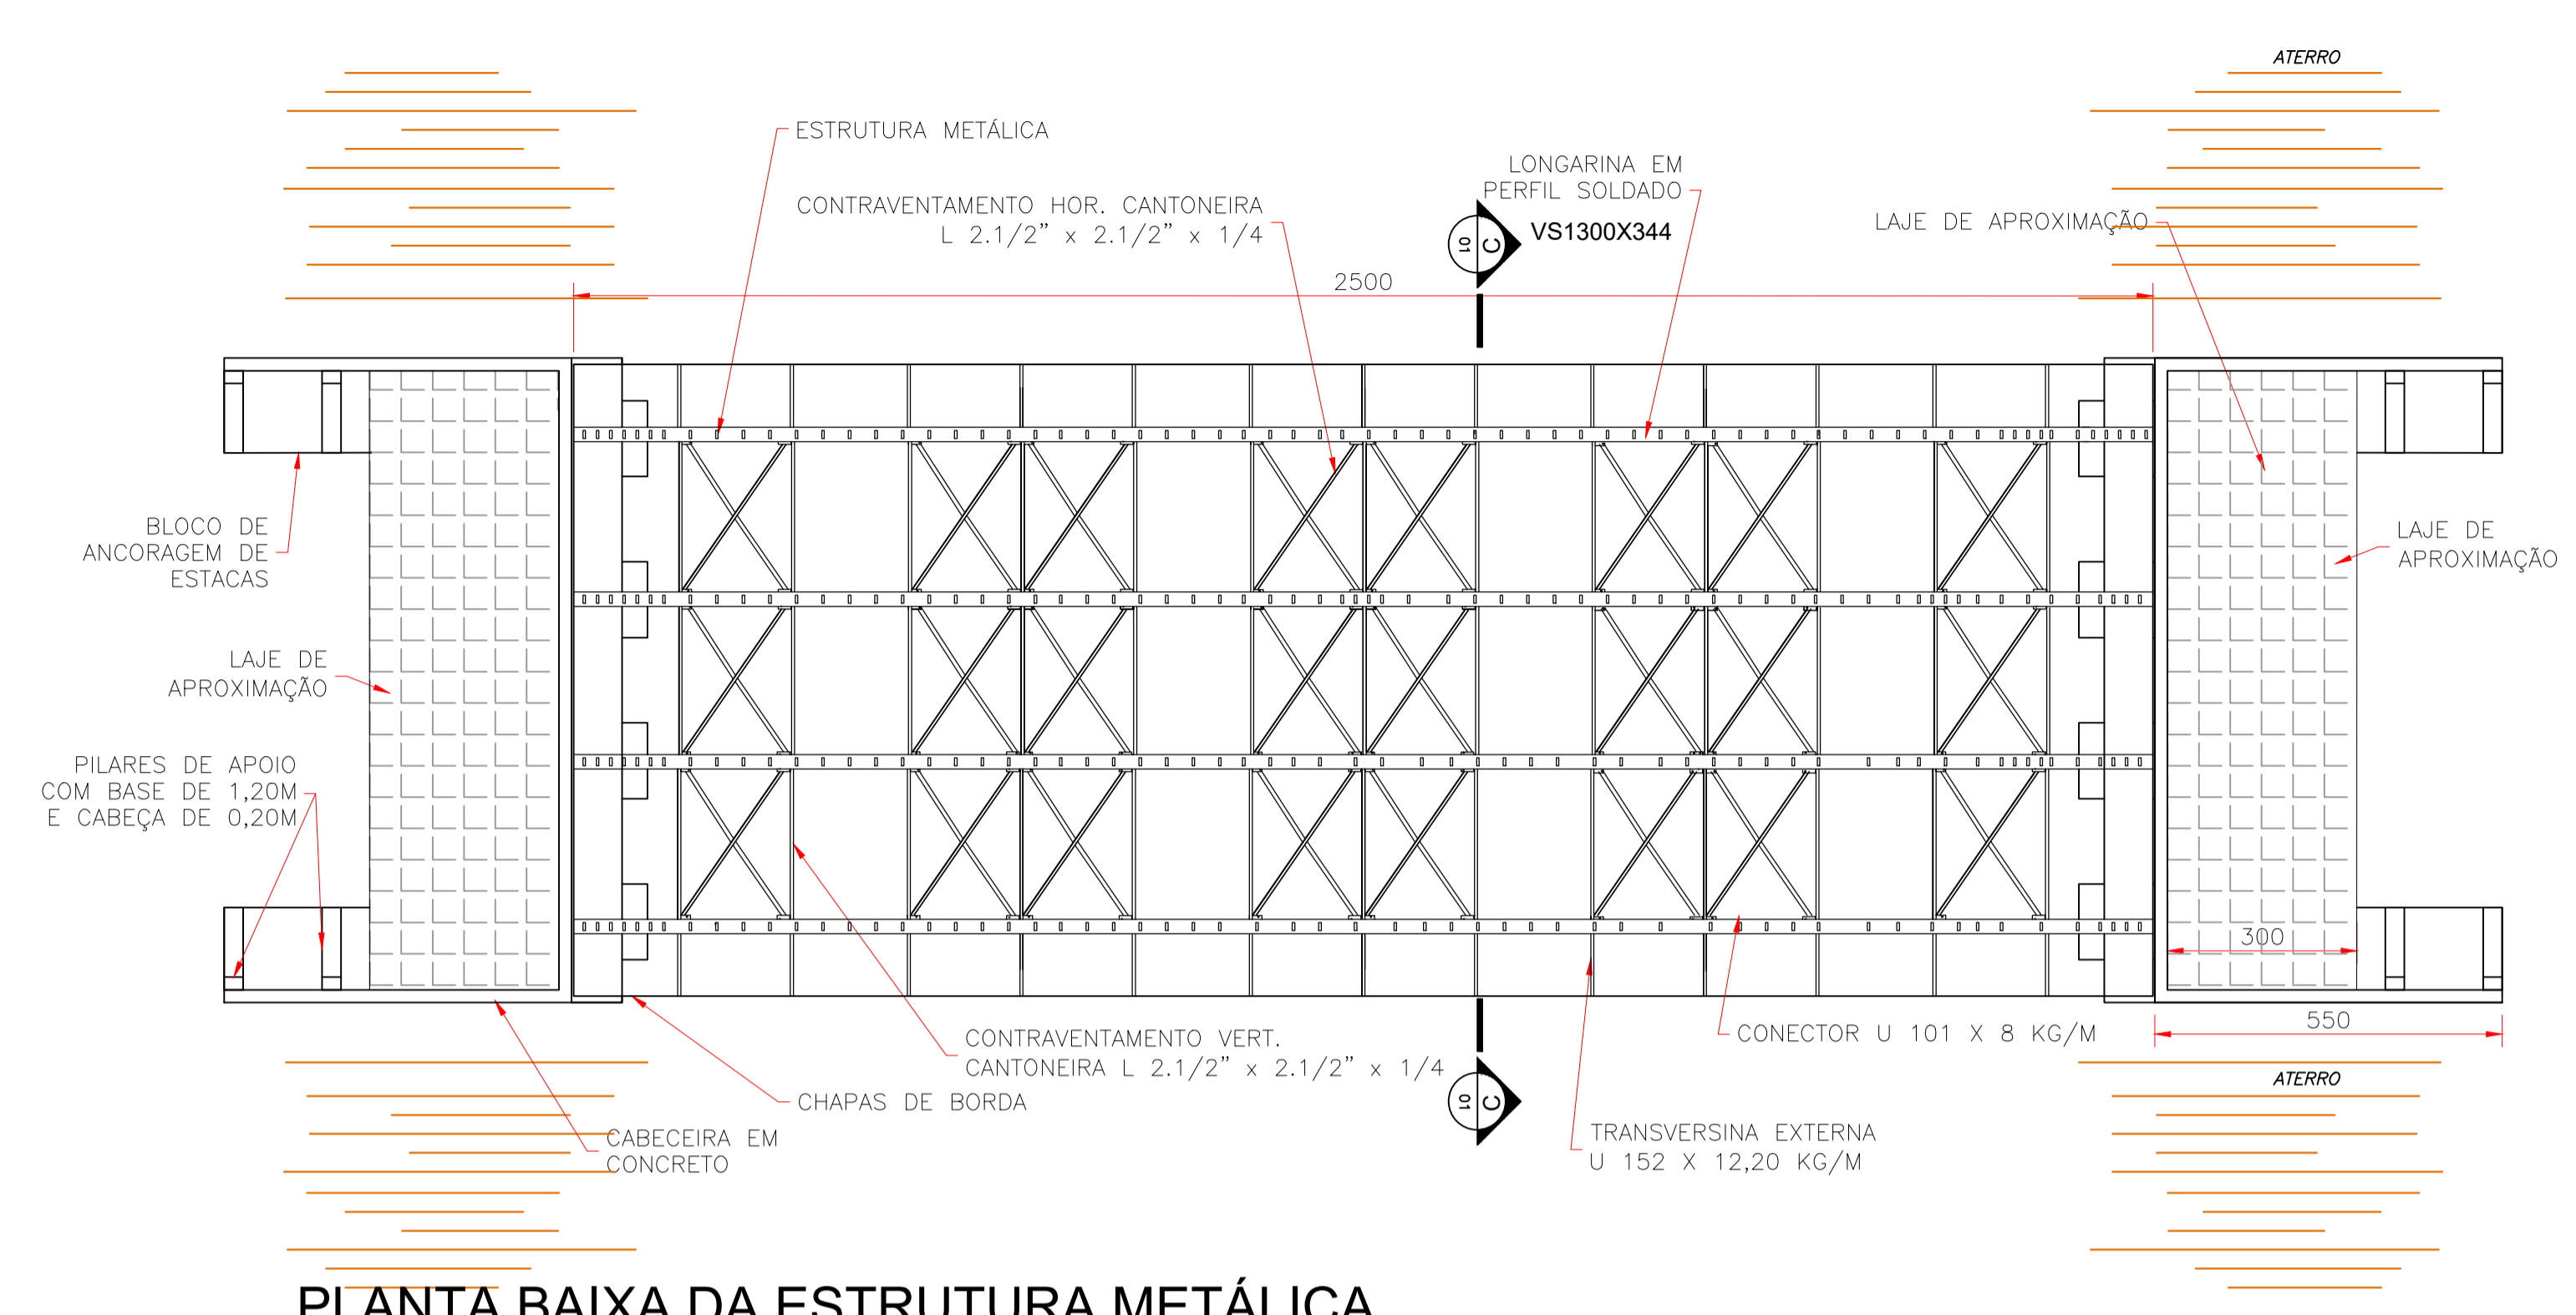 ATERRO
ESTRUTURA METÁLICA
CONTRAVENTAMENTO HOR. CANTONEIRA
L 2.1/2" x 2.1/2" x 1/4
LONGARINA EM
PERFIL SOLDADO
VS1300X344
01 C
LAJE DE APROXIMAÇÃO
2500
BLOCO DE
ANCORAGEM DE
ESTACAS
LAJE DE
APROXIMAÇÃO
LAJE DE
APROXIMAÇÃO
PILARES DE APOIO
COM BASE DE 1,20M
E CABEÇA DE 0,20M
300
550
CONTRAVENTAMENTO VERT.
CANTONEIRA L 2.1/2" x 2.1/2" x 1/4
CONECTOR U 101 X 8 KG/M
ATERRO
01 C
CHAPAS DE BORDA
CABECEIRA EM
CONCRETO
TRANSVERSINA EXTERNA
U 152 X 12,20 KG/M
PLANTA BAIXA DA ESTRUTURA METÁLICA